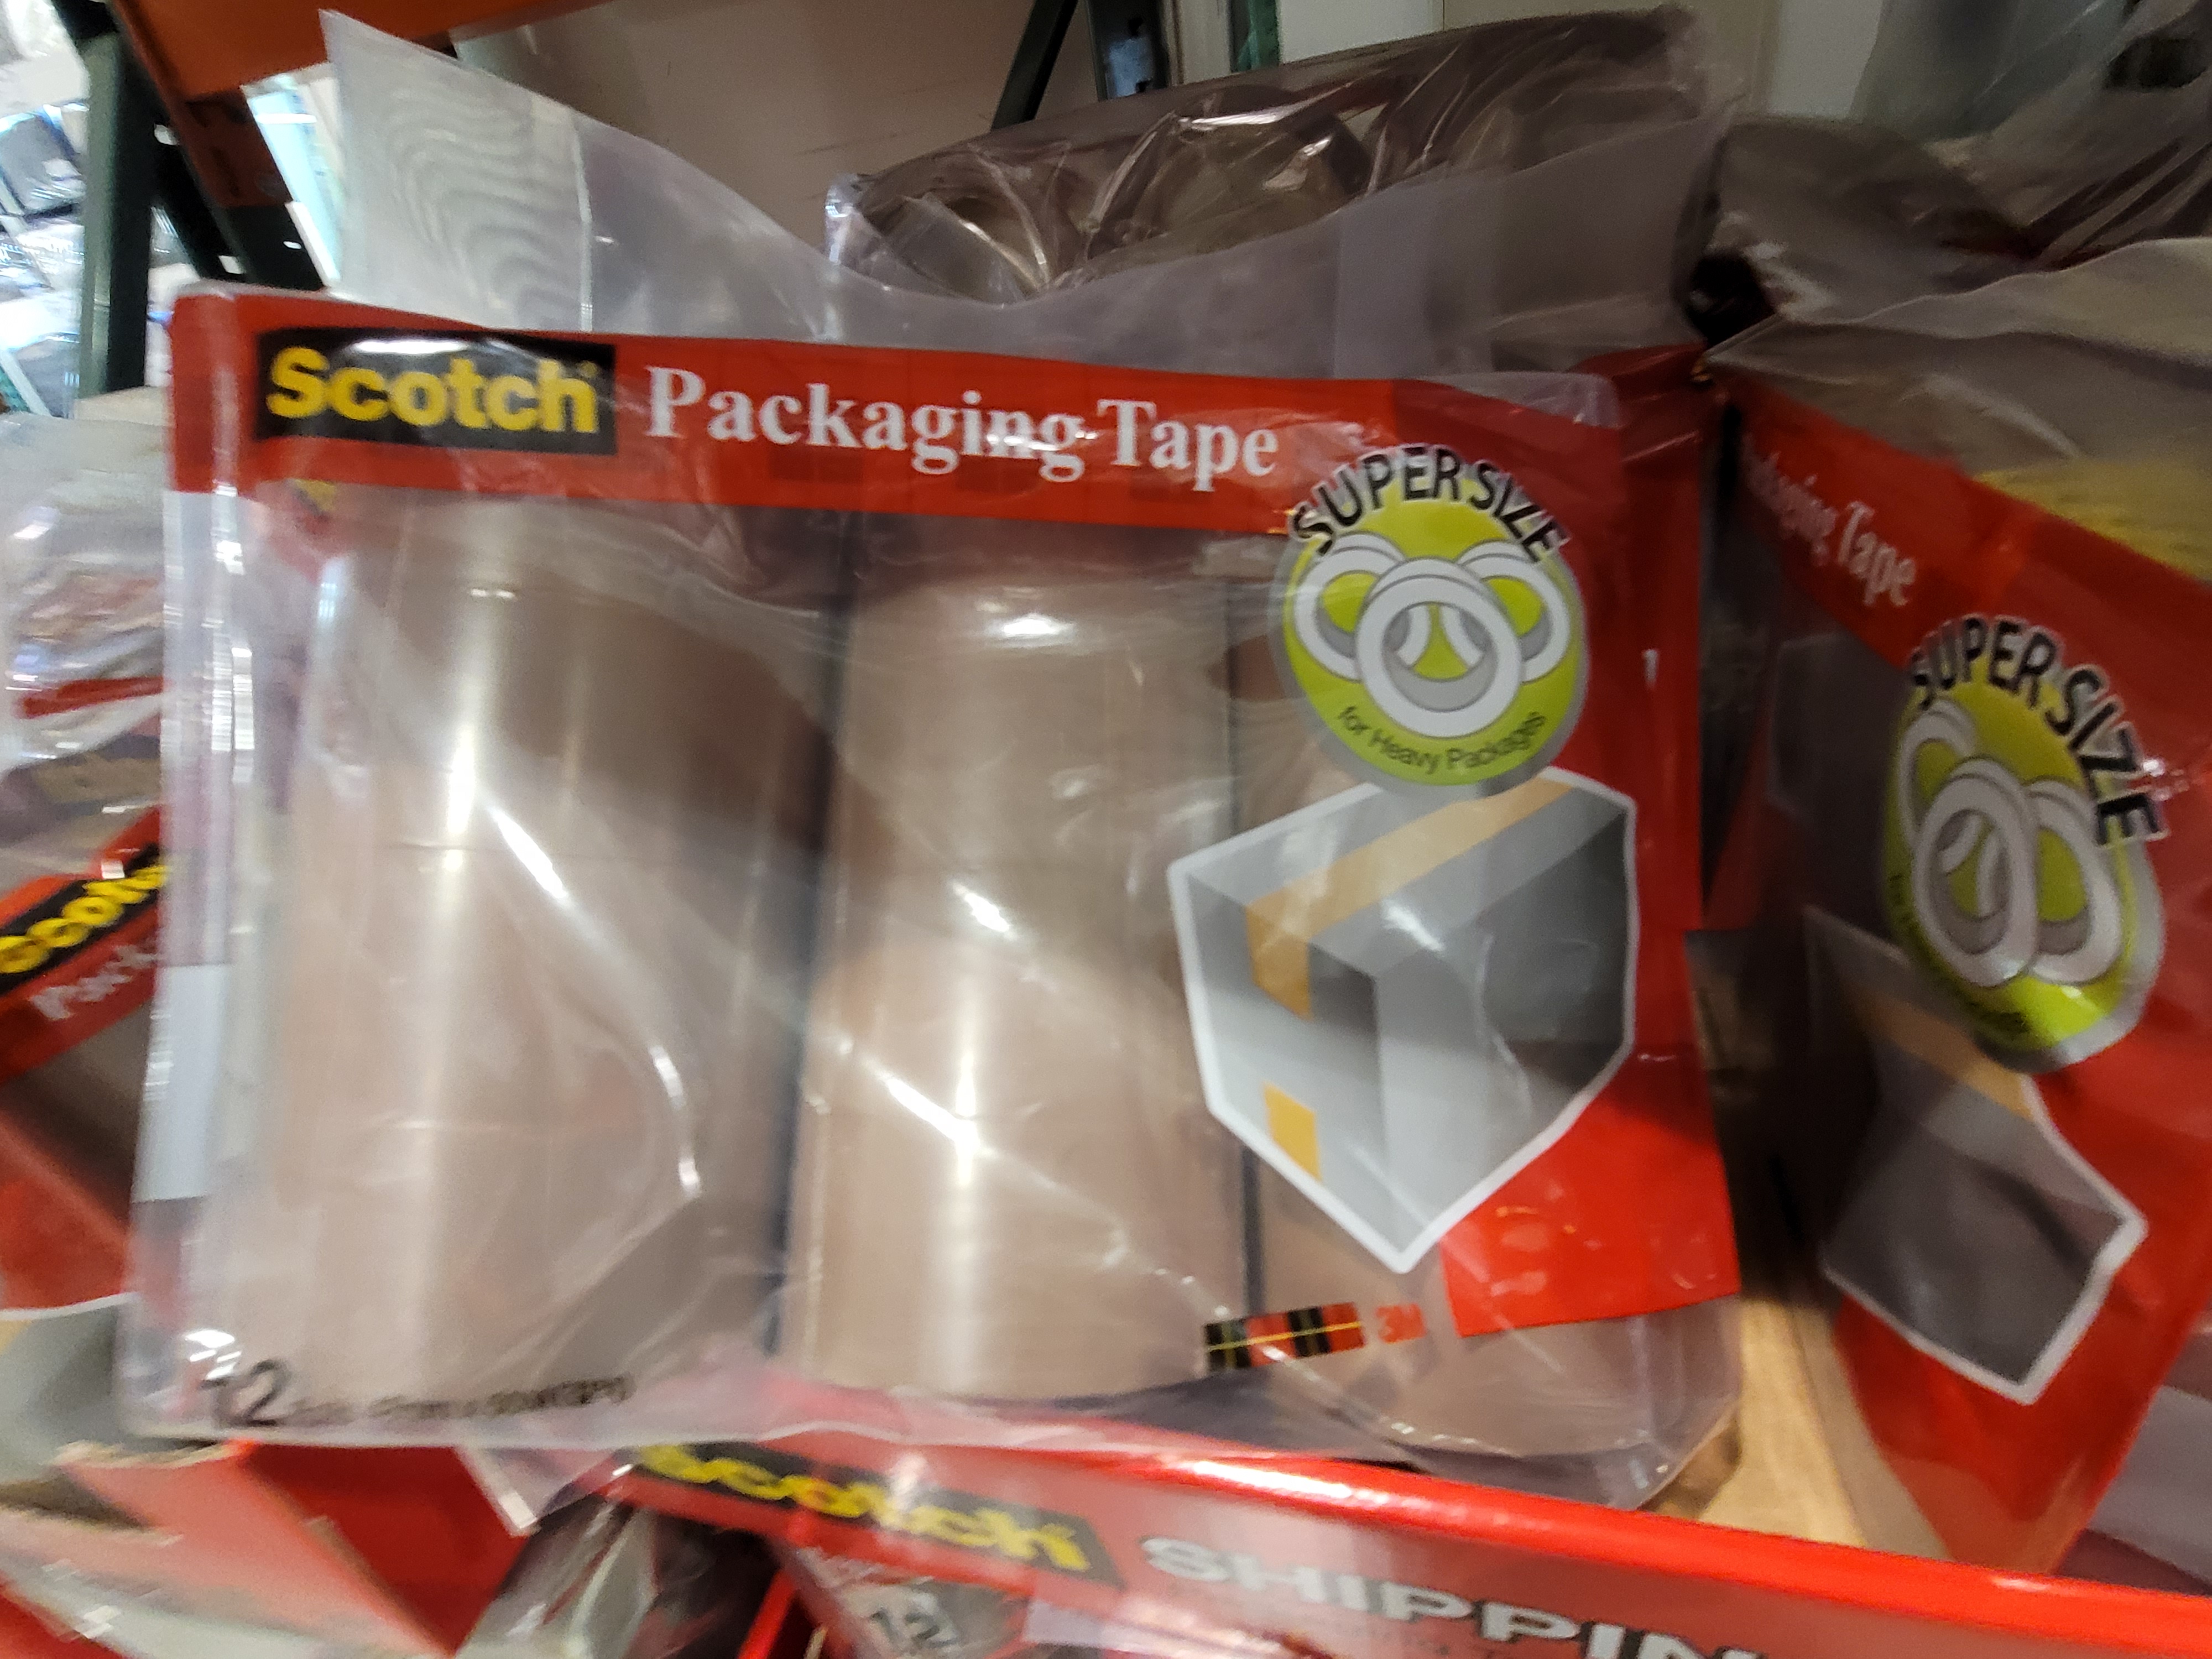 Scotch Packaging Tape
SUPER SIZE
for Heavy Packages
3M
12
Packaging Tape
SUPER SIZE
Scotch
Scotch
SHIPPIN
12